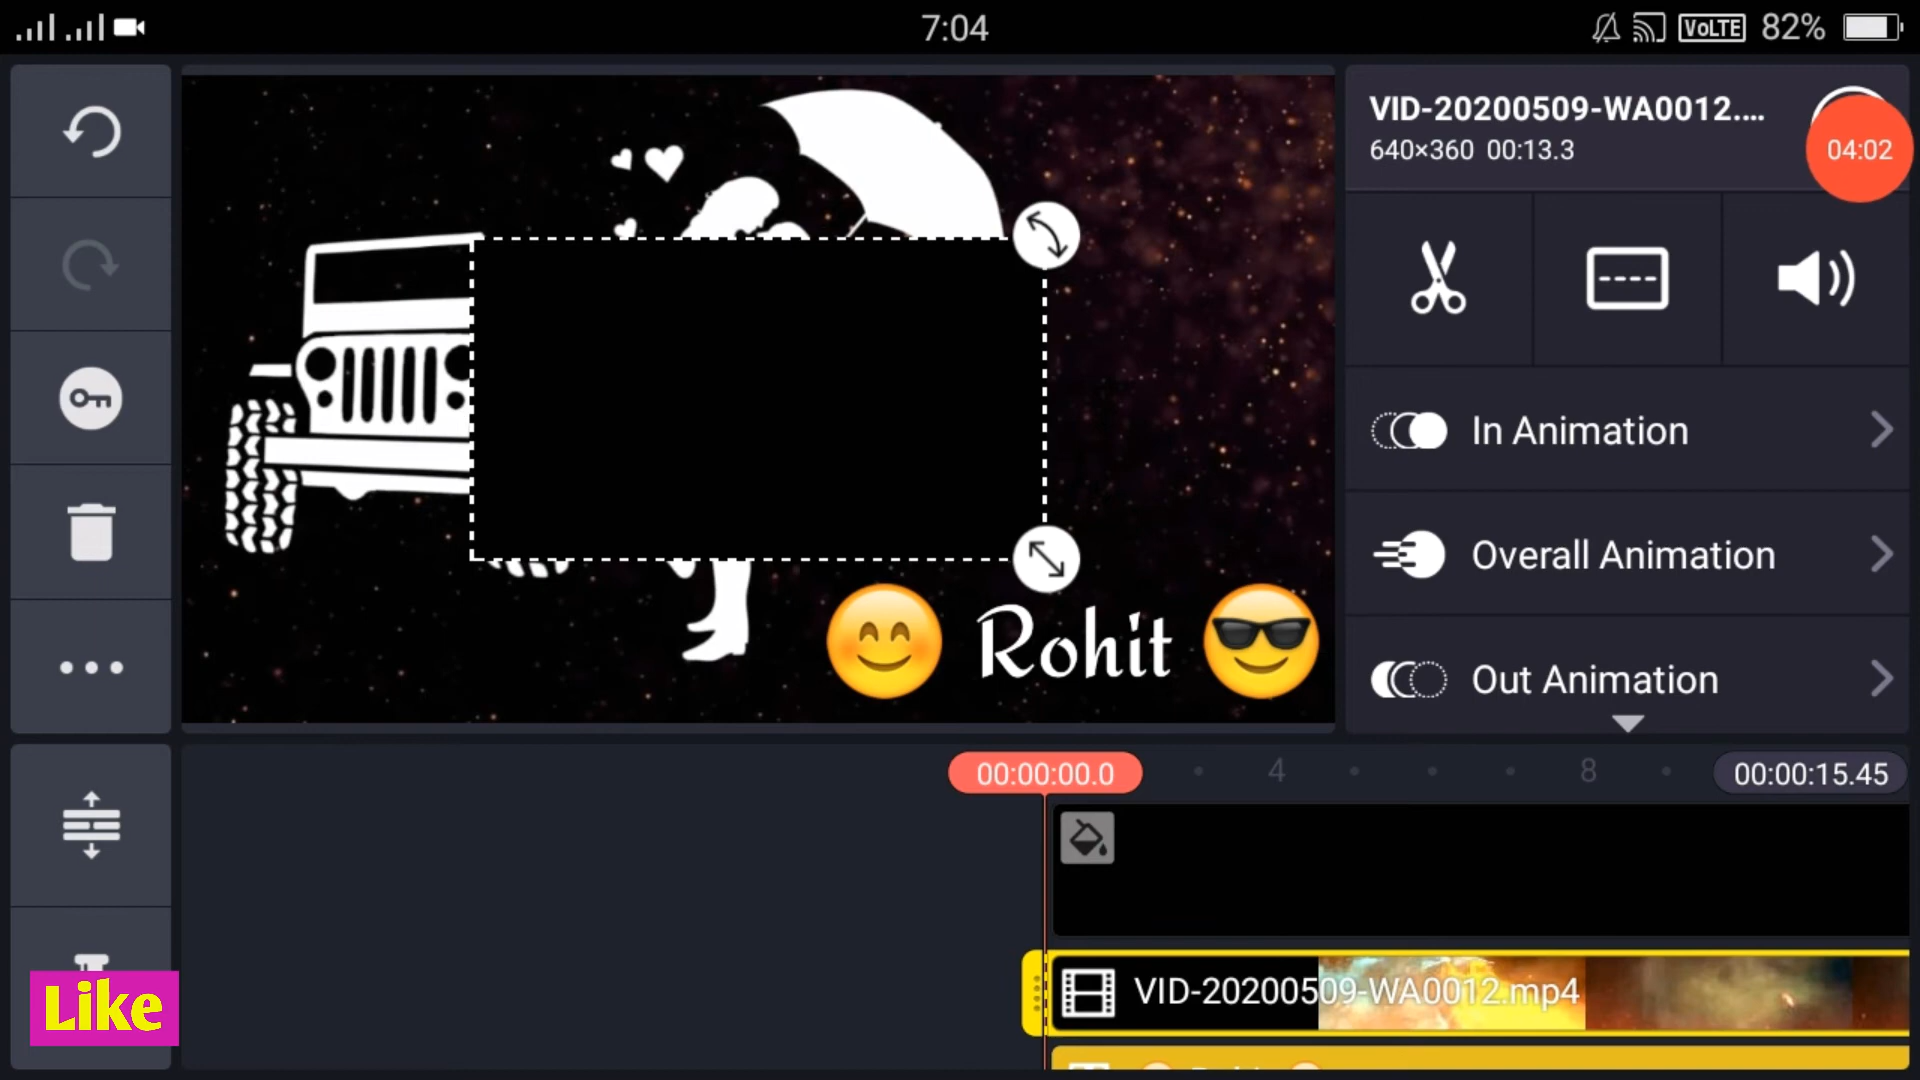 7:04
VoLTE 82%
VID-20200509-WA0012....
640×360 00:13.3
04:02
In Animation
Overall Animation
Out Animation
😊 Rohit 😎
00:00:00.0
4
8
00:00:15.45
VID-20200509-WA0012.mp4
Like